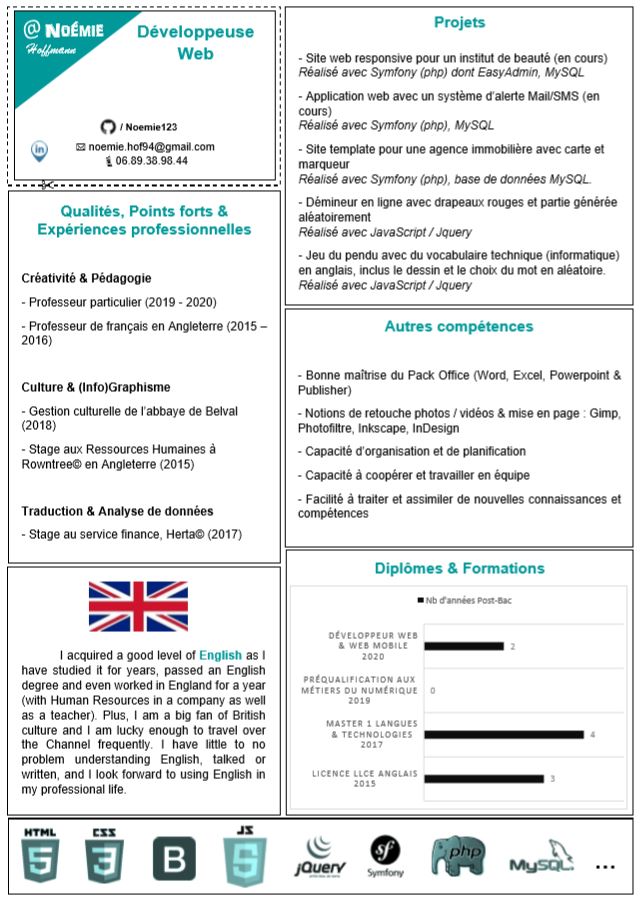 @ NOÉMIE
Hoffmann
Développeuse
Web
/ Noemie123
in
noemie.hof94@gmail.com
06.89.38.98.44
Qualités, Points forts &
Expériences professionnelles
Créativité & Pédagogie
- Professeur particulier (2019 - 2020)
- Professeur de français en Angleterre (2015 –
2016)
Culture & (Info)Graphisme
- Gestion culturelle de l'abbaye de Belval
(2018)
- Stage aux Ressources Humaines à
Rowntree© en Angleterre (2015)
Traduction & Analyse de données
- Stage au service finance, Herta© (2017)
I acquired a good level of English as I
have studied it for years, passed an English
degree and even worked in England for a year
(with Human Resources in a company as well
as a teacher). Plus, I am a big fan of British
culture and I am lucky enough to travel over
the Channel frequently. I have little to no
problem understanding English, talked or
written, and I look forward to using English in
my professional life.
Projets
- Site web responsive pour un institut de beauté (en cours)
Réalisé avec Symfony (php) dont EasyAdmin, MySQL
- Application web avec un système d'alerte Mail/SMS (en
cours)
Réalisé avec Symfony (php), MySQL
- Site template pour une agence immobilière avec carte et
marqueur
Réalisé avec Symfony (php), base de données MySQL.
- Démineur en ligne avec drapeaux rouges et partie générée
aléatoirement
Réalisé avec JavaScript / Jquery
- Jeu du pendu avec du vocabulaire technique (informatique)
en anglais, inclus le dessin et le choix du mot en aléatoire.
Réalisé avec JavaScript / Jquery
Autres compétences
- Bonne maîtrise du Pack Office (Word, Excel, Powerpoint &
Publisher)
- Notions de retouche photos / vidéos & mise en page : Gimp,
Photofiltre, Inkscape, InDesign
- Capacité d'organisation et de planification
- Capacité à coopérer et travailler en équipe
- Facilité à traiter et assimiler de nouvelles connaissances et
compétences
Diplômes & Formations
Nb d'années Post-Bac
DÉVELOPPEUR WEB
& WEB MOBILE
2020
2
PRÉQUALIFICATION AUX
MÉTIERS DU NUMÉRIQUE
2019
0
MASTER 1 LANGUES
& TECHNOLOGIES
2017
4
LICENCE LLCE ANGLAIS
2015
3
HTML
5
CSS
3
B
JS
5
jQuery
sf
Symfony
php
MySQL
...